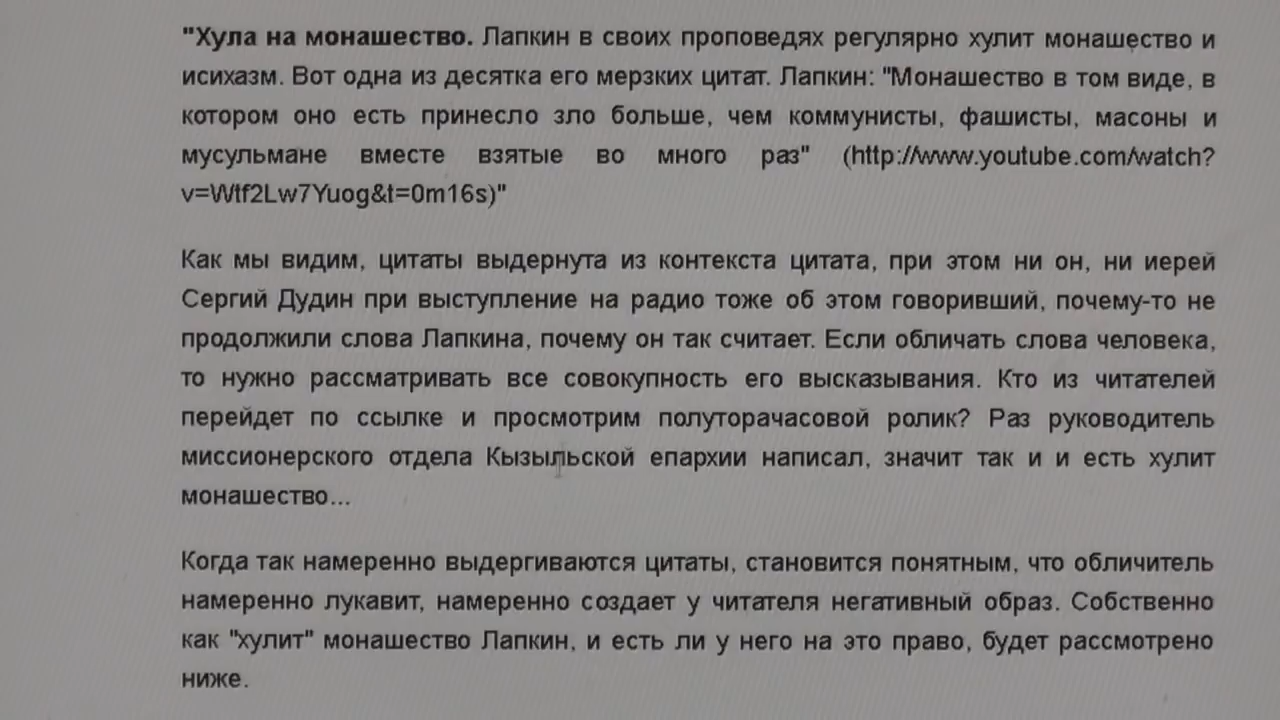 "Хула на монашество. Лапкин в своих проповедях регулярно хулит монашество и
исихазм. Вот одна из десятка его мерзких цитат. Лапкин: "Монашество в том виде, в
котором оно есть принесло зло больше, чем коммунисты, фашисты, масоны и
мусульмане вместе взятые во много раз" (http://www.youtube.com/watch?
v=Wtf2Lw7Yuog&t=0m16s)"
Как мы видим, цитаты выдернута из контекста цитата, при этом ни он, ни иерей
Сергий Дудин при выступление на радио тоже об этом говоривший, почему-то не
продолжили слова Лапкина, почему он так считает. Если обличать слова человека,
то нужно рассматривать все совокупность его высказывания. Кто из читателей
перейдет по ссылке и просмотрим полуторачасовой ролик? Раз руководитель
миссионерского отдела Кызыльской епархии написал, значит так и и есть хулит
монашество...
Когда так намеренно выдергиваются цитаты, становится понятным, что обличитель
намеренно лукавит, намеренно создает у читателя негативный образ. Собственно
как "хулит" монашество Лапкин, и есть ли у него на это право, будет рассмотрено
ниже.